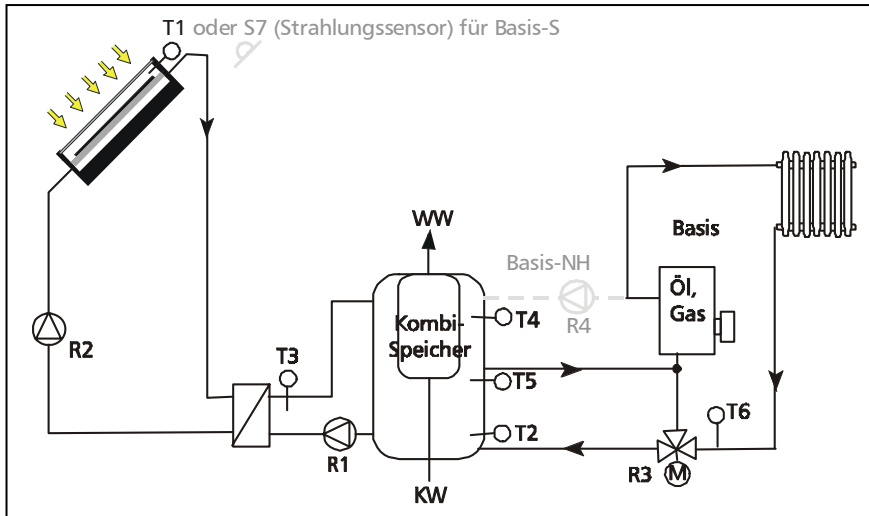 T1 oder S7 (Strahlungssensor) für Basis-S
WW
Basis
Basis-NH
Öl,
Gas
R4
Kombi-
Speicher
T4
R2
T3
T5
T6
T2
R1
R3
M
KW